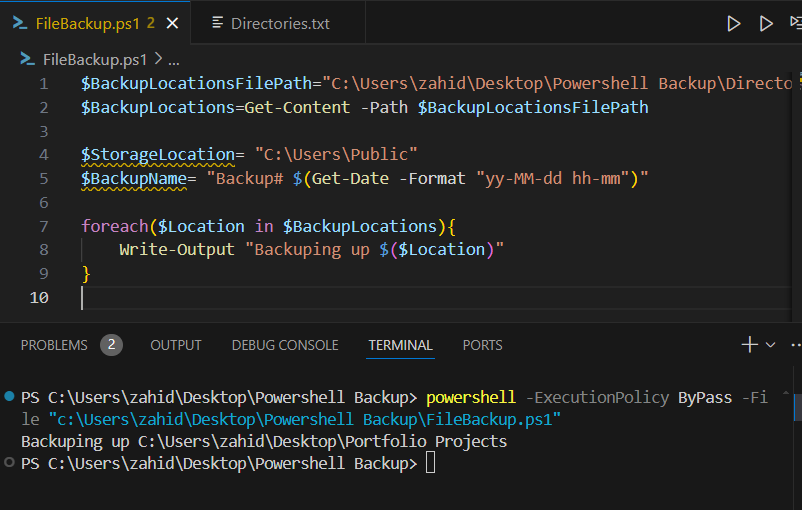 FileBackup.ps1 2
Directories.txt
FileBackup.ps1 > ...
1 $BackupLocationsFilePath="C:\Users\zahid\Desktop\Powershell Backup\Directo
2 $BackupLocations=Get-Content -Path $BackupLocationsFilePath
3
4 $StorageLocation= "C:\Users\Public"
5 $BackupName= "Backup# $(Get-Date -Format "yy-MM-dd hh-mm")"
6
7 foreach($Location in $BackupLocations){
8 Write-Output "Backuping up $($Location)"
9 }
10
PROBLEMS 2 OUTPUT DEBUG CONSOLE TERMINAL PORTS
PS C:\Users\zahid\Desktop\Powershell Backup> powershell -ExecutionPolicy ByPass -Fi
le "c:\Users\zahid\Desktop\Powershell Backup\FileBackup.ps1"
Backuping up C:\Users\zahid\Desktop\Portfolio Projects
PS C:\Users\zahid\Desktop\Powershell Backup>